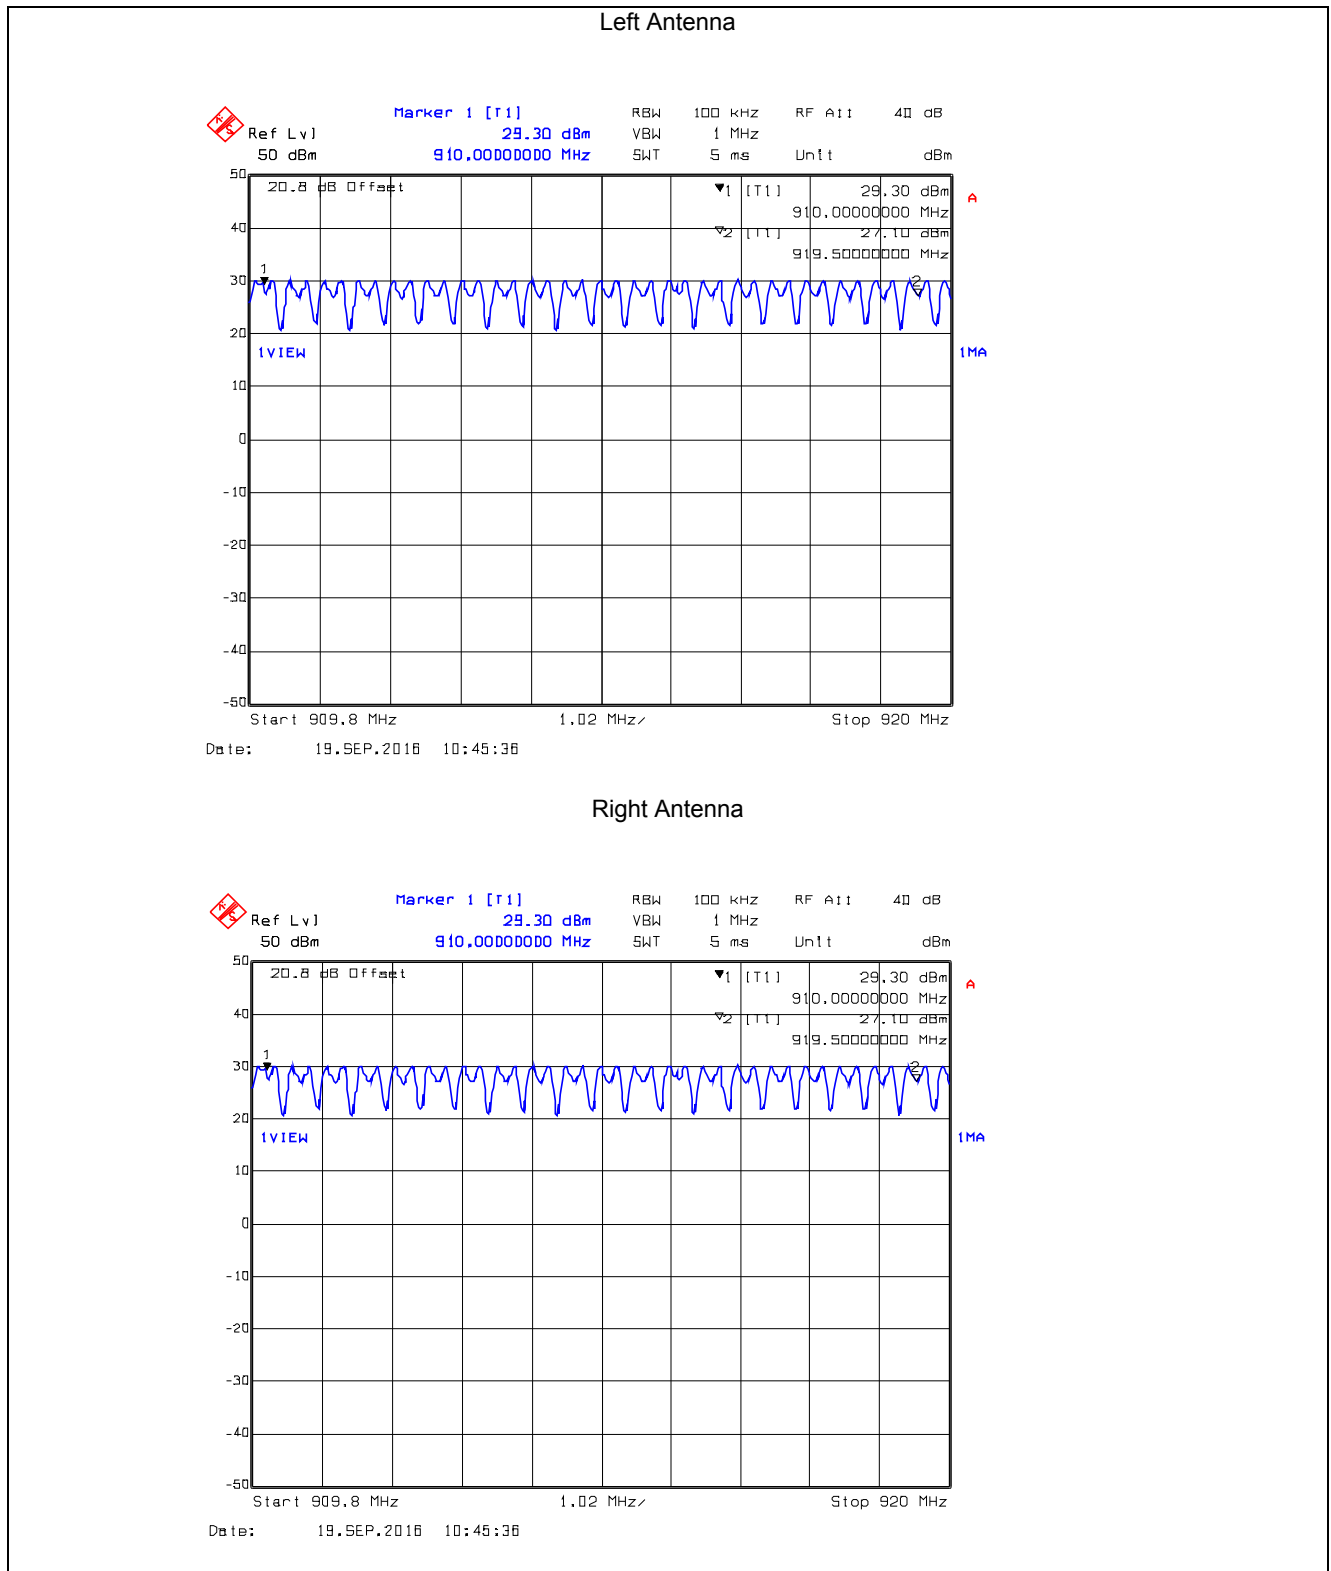 Left Antenna
Marker 1 [T1] RBW 100 kHz RF Att 40 dB
Ref Lvl 29.30 dBm VBW 1 MHz
50 dBm 910.00000000 MHz SWT 5 ms Unit dBm
50
20.8 dB Offset ▼1 [T1] 29.30 dBm
A
910.00000000 MHz
40
▽2 [T1] 27.10 dBm
919.50000000 MHz
1
30
2
20
1VIEW 1MA
10
0
-10
-20
-30
-40
-50
Start 909.8 MHz 1.02 MHz/ Stop 920 MHz
Date: 19.SEP.2016 10:45:36
Right Antenna
Marker 1 [T1] RBW 100 kHz RF Att 40 dB
Ref Lvl 29.30 dBm VBW 1 MHz
50 dBm 910.00000000 MHz SWT 5 ms Unit dBm
50
20.8 dB Offset ▼1 [T1] 29.30 dBm
A
910.00000000 MHz
40
▽2 [T1] 27.10 dBm
919.50000000 MHz
1
30
2
20
1VIEW 1MA
10
0
-10
-20
-30
-40
-50
Start 909.8 MHz 1.02 MHz/ Stop 920 MHz
Date: 19.SEP.2016 10:45:36